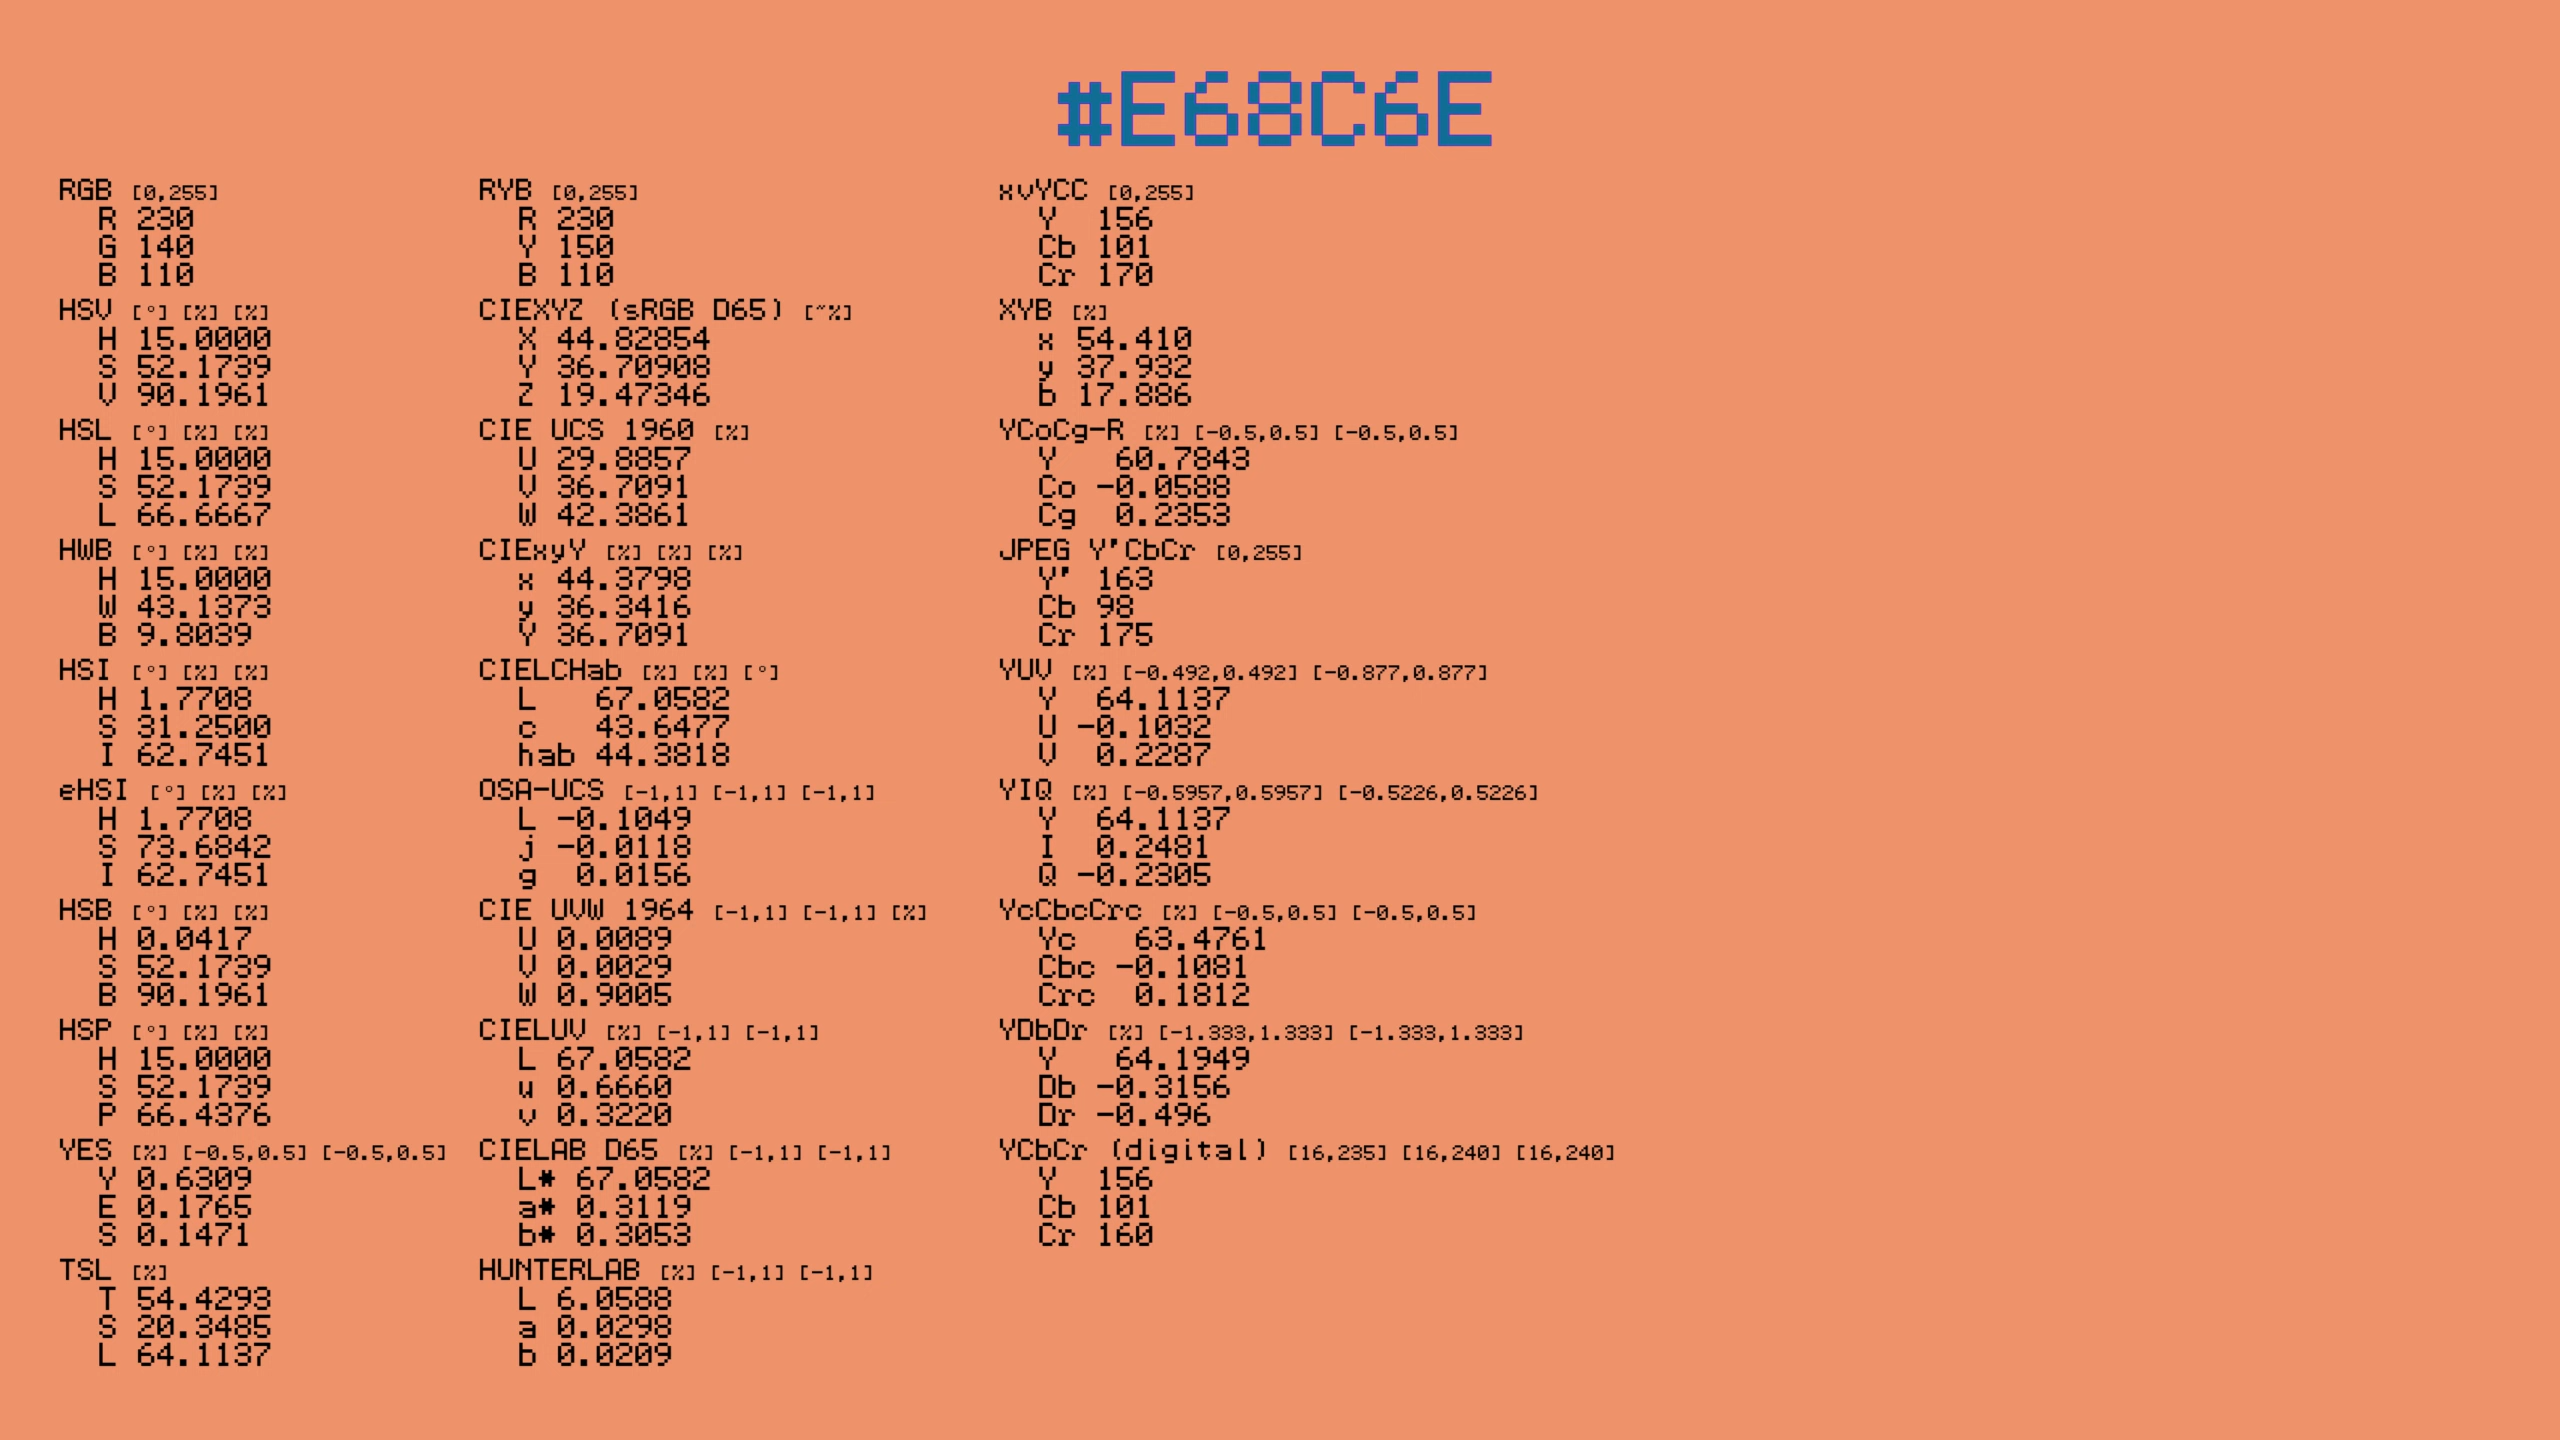 #E68C6E
RGB [0,255]
R 230
G 140
B 110
HSV [°] [%] [%]
H 15.0000
S 52.1739
V 90.1961
HSL [°] [%] [%]
H 15.0000
S 52.1739
L 66.6667
HWB [°] [%] [%]
H 15.0000
W 43.1373
B 9.8039
HSI [°] [%] [%]
H 1.7708
S 31.2500
I 62.7451
eHSI [°] [%] [%]
H 1.7708
S 73.6842
I 62.7451
HSB [°] [%] [%]
H 0.0417
S 52.1739
B 90.1961
HSP [°] [%] [%]
H 15.0000
S 52.1739
P 66.4376
YES [%] [-0.5,0.5] [-0.5,0.5]
Y 0.6309
E 0.1765
S 0.1471
TSL [%]
T 54.4293
S 20.3485
L 64.1137
RYB [0,255]
R 230
Y 150
B 110
CIEXYZ (sRGB D65) [~%]
X 44.82854
Y 36.70908
Z 19.47346
CIE UCS 1960 [%]
U 29.8857
V 36.7091
W 42.3861
CIExyY [%] [%] [%]
x 44.3798
y 36.3416
Y 36.7091
CIELCHab [%] [%] [°]
L 67.0582
c 43.6477
hab 44.3818
OSA-UCS [-1,1] [-1,1] [-1,1]
L -0.1049
j -0.0118
g 0.0156
CIE UVW 1964 [-1,1] [-1,1] [%]
U 0.0089
V 0.0029
W 0.9005
CIELUV [%] [-1,1] [-1,1]
L 67.0582
u 0.6660
v 0.3220
CIELAB D65 [%] [-1,1] [-1,1]
L* 67.0582
a* 0.3119
b* 0.3053
HUNTERLAB [%] [-1,1] [-1,1]
L 6.0588
a 0.0298
b 0.0209
xvYCC [0,255]
Y 156
Cb 101
Cr 170
XYB [%]
x 54.410
y 37.932
b 17.886
YCoCg-R [%] [-0.5,0.5] [-0.5,0.5]
Y 60.7843
Co -0.0588
Cg 0.2353
JPEG Y'CbCr [0,255]
Y' 163
Cb 98
Cr 175
YUV [%] [-0.492,0.492] [-0.877,0.877]
Y 64.1137
U -0.1032
V 0.2287
YIQ [%] [-0.5957,0.5957] [-0.5226,0.5226]
Y 64.1137
I 0.2481
Q -0.2305
YcCbcCrc [%] [-0.5,0.5] [-0.5,0.5]
Yc 63.4761
Cbc -0.1081
Crc 0.1812
YDbDr [%] [-1.333,1.333] [-1.333,1.333]
Y 64.1949
Db -0.3156
Dr -0.496
YCbCr (digital) [16,235] [16,240] [16,240]
Y 156
Cb 101
Cr 160